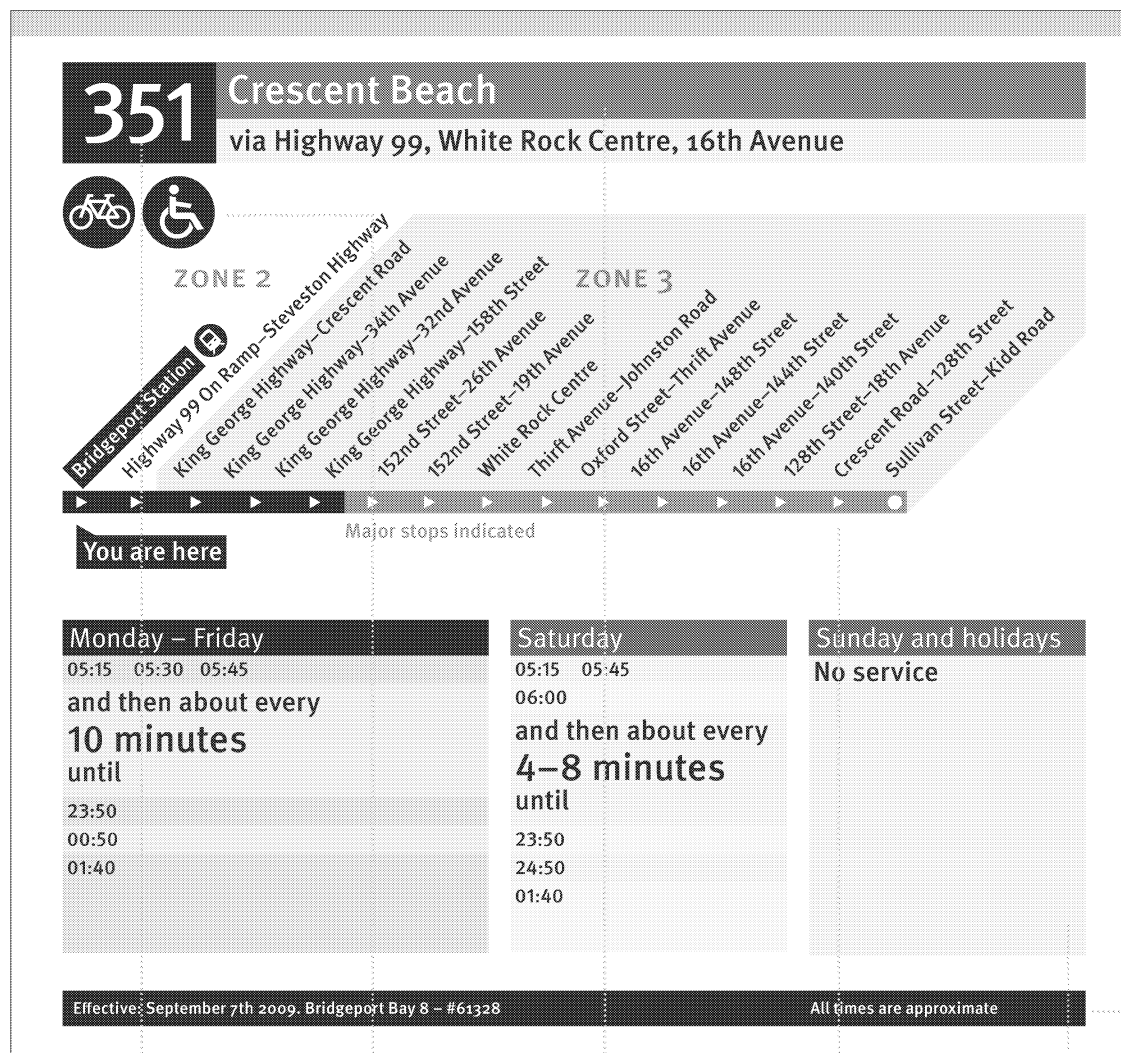 351
Crescent Beach
via Highway 99, White Rock Centre, 16th Avenue
ZONE 2
ZONE 3
Bridgeport Station
Highway 99 On Ramp–Steveston Highway
King George Highway–Crescent Road
King George Highway–34th Avenue
King George Highway–32nd Avenue
King George Highway–158th Street
152nd Street–26th Avenue
152nd Street–19th Avenue
White Rock Centre
Thrift Avenue–Johnston Road
Oxford Street–Thrift Avenue
16th Avenue–148th Street
16th Avenue–144th Street
16th Avenue–140th Street
128th Street–18th Avenue
Crescent Road–128th Street
Sullivan Street–Kidd Road
Major stops indicated
You are here
Monday – Friday
05:15 05:30 05:45
and then about every
10 minutes
until
23:50
00:50
01:40
Saturday
05:15 05:45
06:00
and then about every
4–8 minutes
until
23:50
24:50
01:40
Sunday and holidays
No service
Effective: September 7th 2009. Bridgeport Bay 8 – #61328
All times are approximate